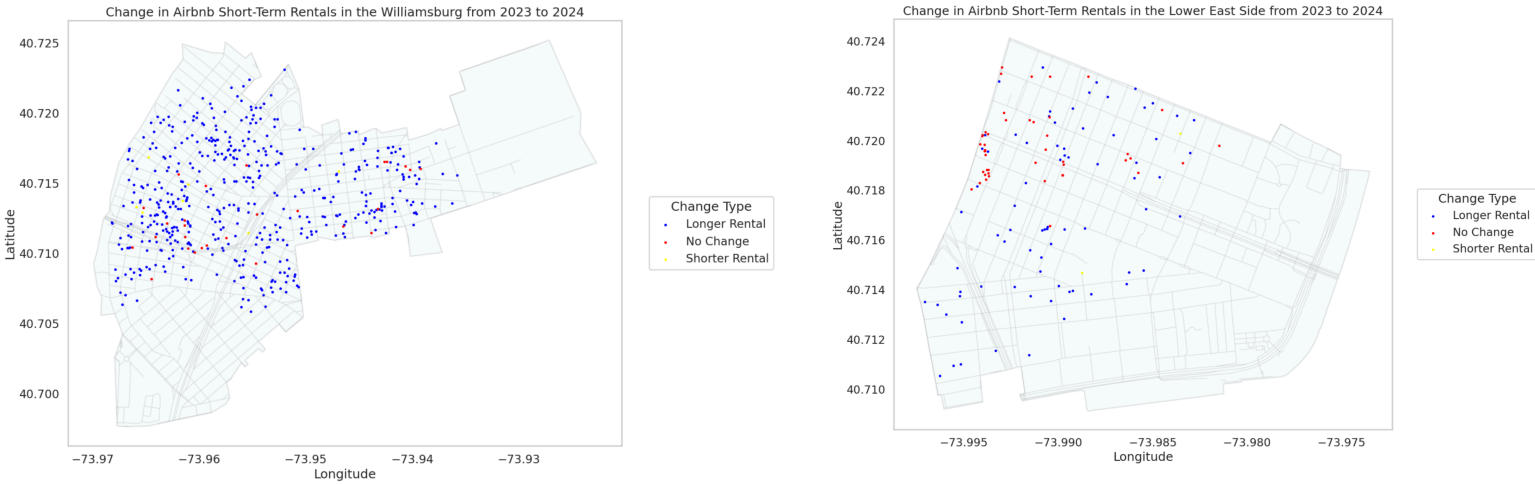 Change in Airbnb Short-Term Rentals in the Williamsburg from 2023 to 2024
40.725
40.720
40.715
40.710
40.705
40.700
Latitude
−73.97
−73.96
−73.95
−73.94
−73.93
Longitude
Change Type
Longer Rental
No Change
Shorter Rental
Change in Airbnb Short-Term Rentals in the Lower East Side from 2023 to 2024
40.724
40.722
40.720
40.718
40.716
40.714
40.712
40.710
Latitude
−73.995
−73.990
−73.985
−73.980
−73.975
Longitude
Change Type
Longer Rental
No Change
Shorter Rental